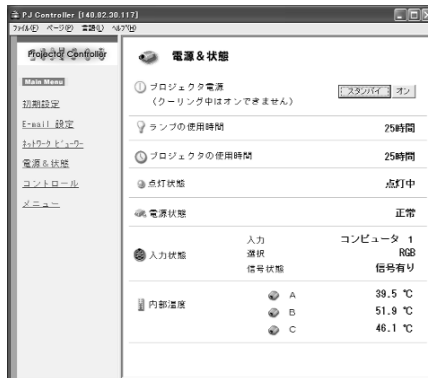 PJ Controller [140.82.20.117]
ファイル(F) ページ(P) 言語(L) ヘルプ(H)
Projector Controller
Main Menu
初期設定
E-mail 設定
ネットワーク ビューワー
電源&状態
コントロール
メニュー
電源&状態
プロジェクタ電源
(クーリング中はオンできません)
スタンバイ オン
ランプの使用時間 25時間
プロジェクタの使用時間 25時間
点灯状態 点灯中
電源状態 正常
入力状態
入力 コンピュータ 1
選択 RGB
信号状態 信号有り
内部温度
A 39.5 ℃
B 51.9 ℃
C 46.1 ℃